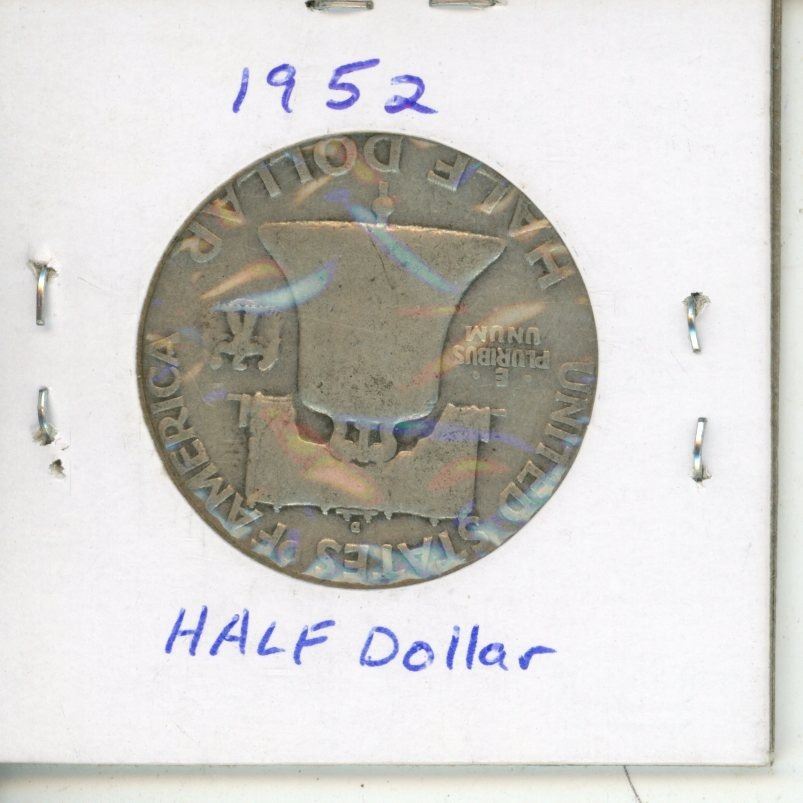 1952
HALF DOLLAR
UNITED STATES OF AMERICA
E
PLURIBUS
UNUM
D
HALF Dollar